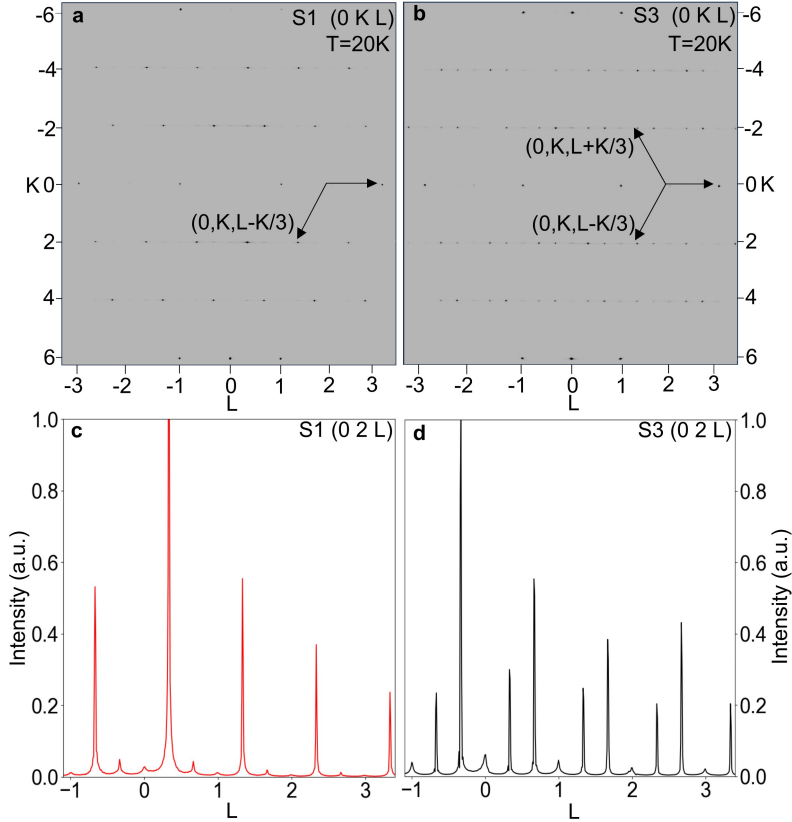 a
S1 (0 K L)
T=20K
-6
-4
-2
K 0
2
4
6
(0,K,L-K/3)
-3 -2 -1 0 1 2 3
L
b
S3 (0 K L)
T=20K
-6
-4
-2
0 K
2
4
6
(0,K,L+K/3)
(0,K,L-K/3)
-3 -2 -1 0 1 2 3
L
c
S1 (0 2 L)
Intensity (a.u.)
1.0
0.8
0.6
0.4
0.2
0.0
−1 0 1 2 3
L
d
S3 (0 2 L)
1.0
0.8
0.6
0.4
0.2
0.0
Intensity (a.u.)
−1 0 1 2 3
L